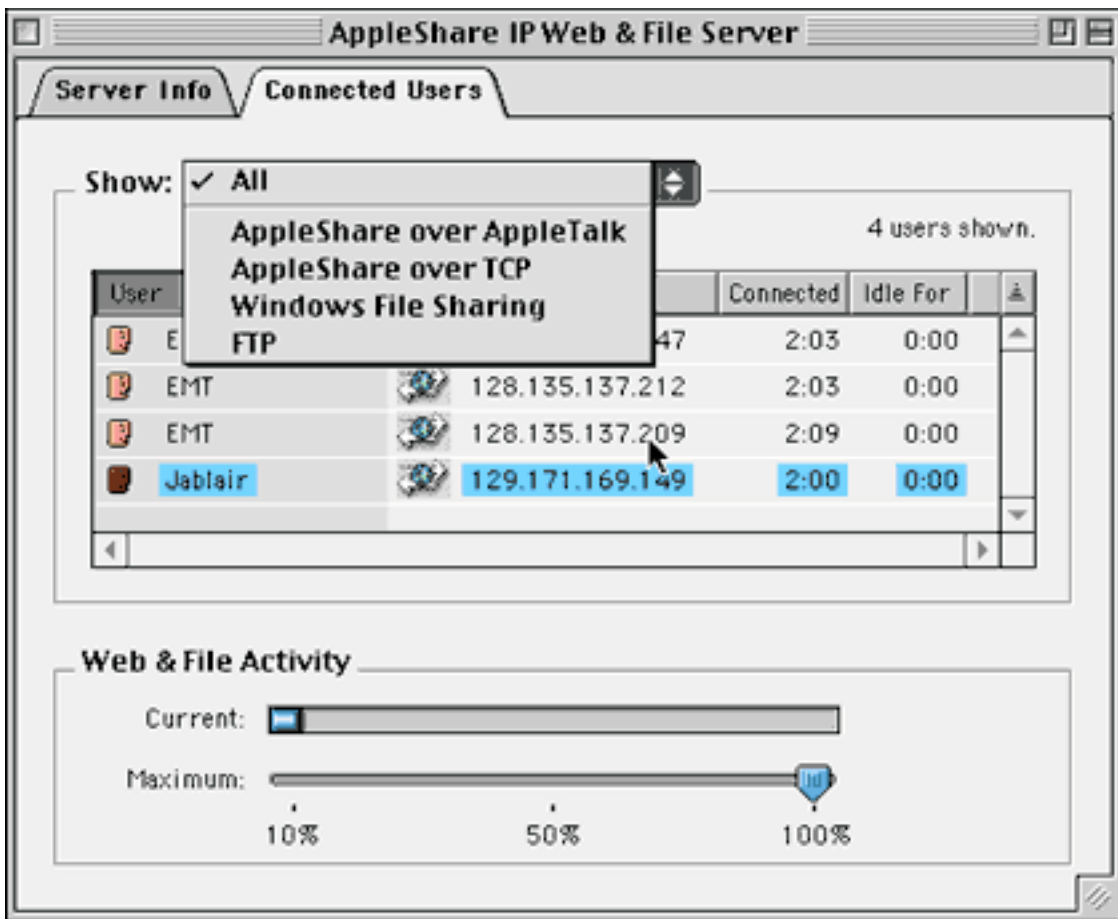 AppleShare IP Web & File Server
Server Info Connected Users
Show: ✓ All
AppleShare over AppleTalk
AppleShare over TCP
Windows File Sharing
FTP
4 users shown.
User Connected Idle For
E 47 2:03 0:00
EMT 128.135.137.212 2:03 0:00
EMT 128.135.137.209 2:09 0:00
Jablair 129.171.169.149 2:00 0:00
Web & File Activity
Current:
Maximum:
10% 50% 100%